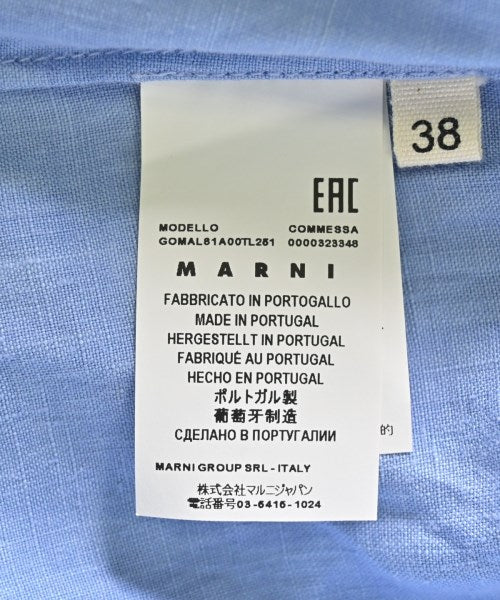 38
EAC
MODELLO COMMESSA
GOMAL61A00TL251 0000323348
MARNI
FABBRICATO IN PORTOGALLO
MADE IN PORTUGAL
HERGESTELLT IN PORTUGAL
FABRIQUÉ AU PORTUGAL
HECHO EN PORTUGAL
ポルトガル製
葡萄牙制造
СДЕЛАНО В ПОРТУГАЛИИ
的
MARNI GROUP SRL - ITALY
株式会社マルニジャパン
電話番号03-6416-1024